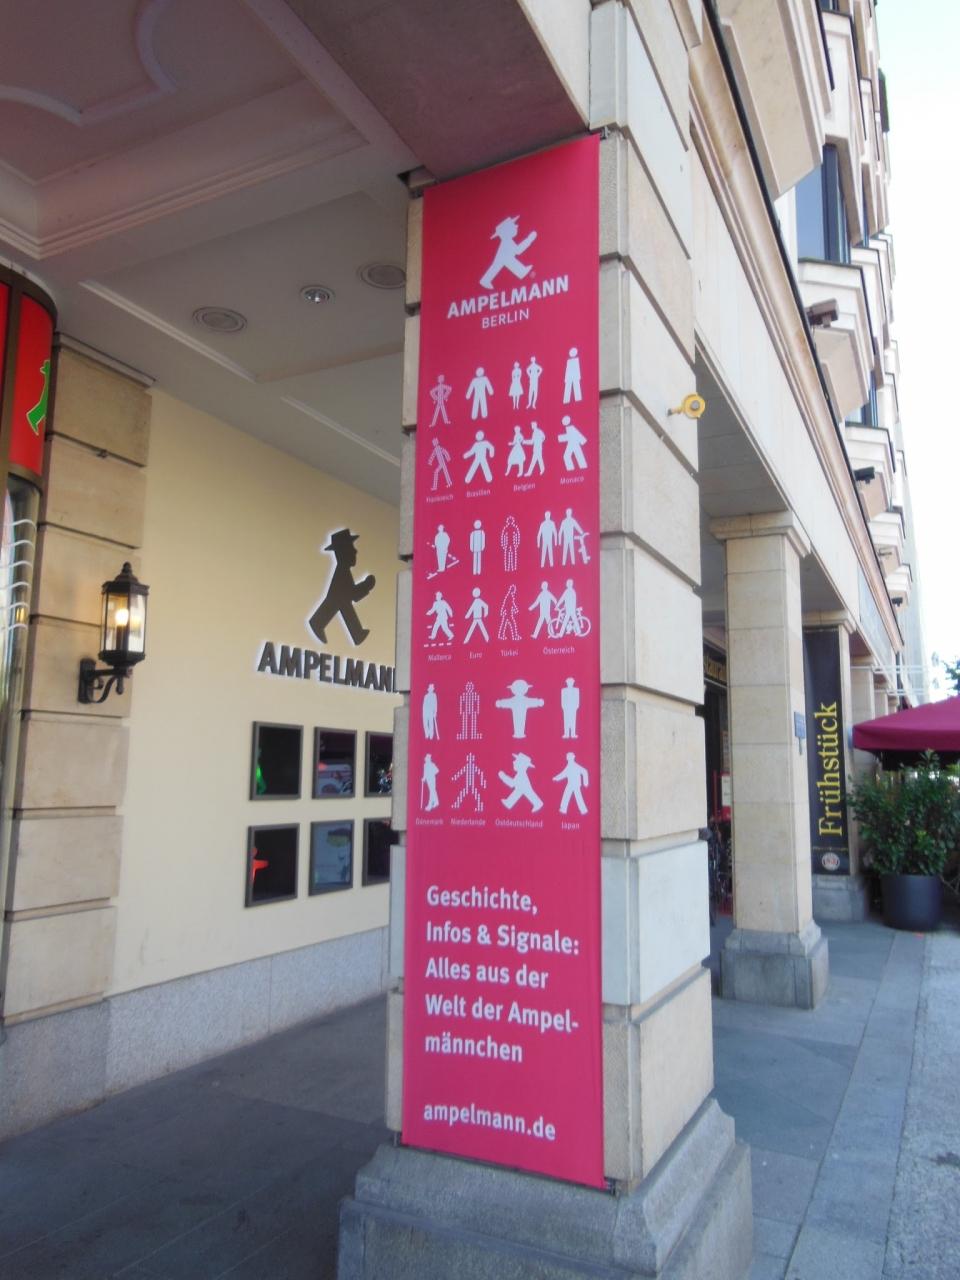 AMPELMANN
BERLIN
Frankreich Brasilien Belgien Monaco
Mallorca Euro Türkei Österreich
Dänemark Niederlande Ostdeutschland Japan
Geschichte,
Infos & Signale:
Alles aus der
Welt der Ampel-
männchen
ampelmann.de
AMPELMANN
Frühstück